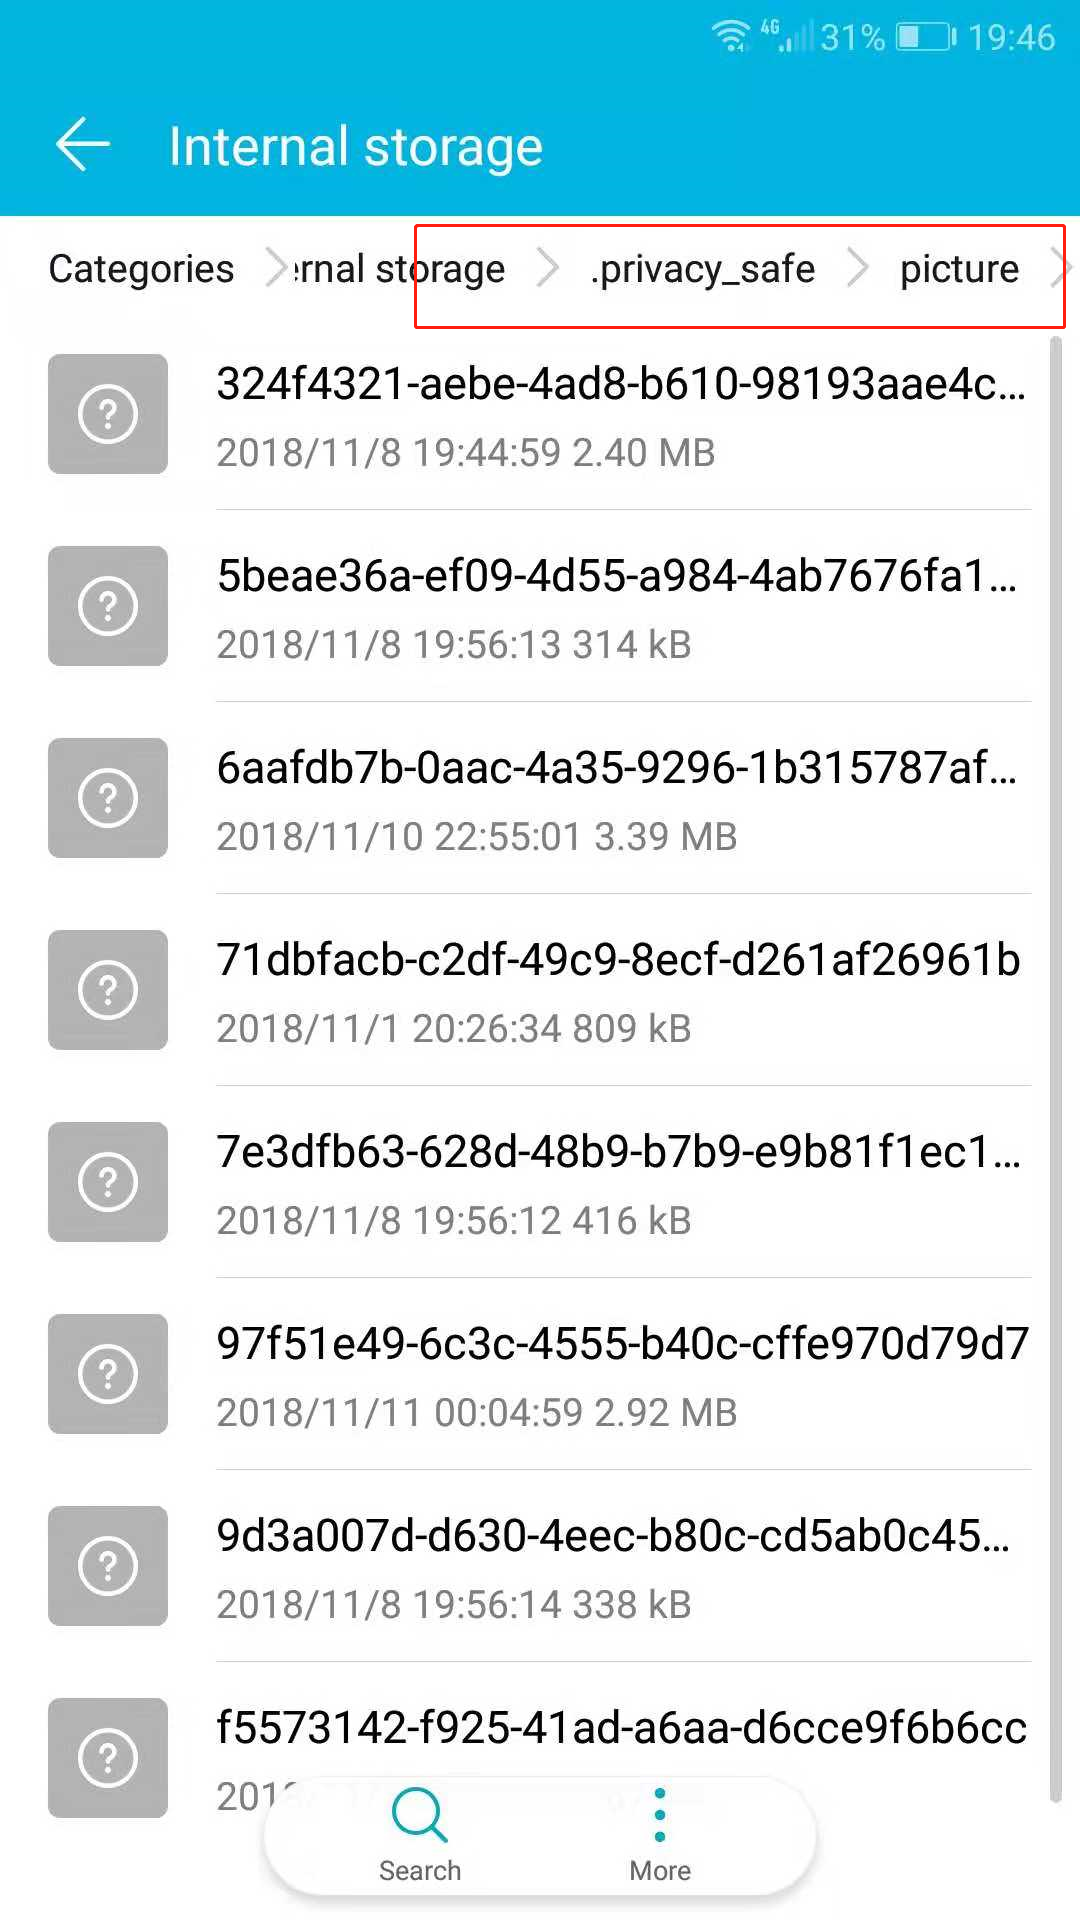 4G 31% 19:46
Internal storage
Categories ernal storage .privacy_safe picture
324f4321-aebe-4ad8-b610-98193aae4c...
2018/11/8 19:44:59 2.40 MB
5beae36a-ef09-4d55-a984-4ab7676fa1...
2018/11/8 19:56:13 314 kB
6aafdb7b-0aac-4a35-9296-1b315787af...
2018/11/10 22:55:01 3.39 MB
71dbfacb-c2df-49c9-8ecf-d261af26961b
2018/11/1 20:26:34 809 kB
7e3dfb63-628d-48b9-b7b9-e9b81f1ec1...
2018/11/8 19:56:12 416 kB
97f51e49-6c3c-4555-b40c-cffe970d79d7
2018/11/11 00:04:59 2.92 MB
9d3a007d-d630-4eec-b80c-cd5ab0c45...
2018/11/8 19:56:14 338 kB
f5573142-f925-41ad-a6aa-d6cce9f6b6cc
Search More